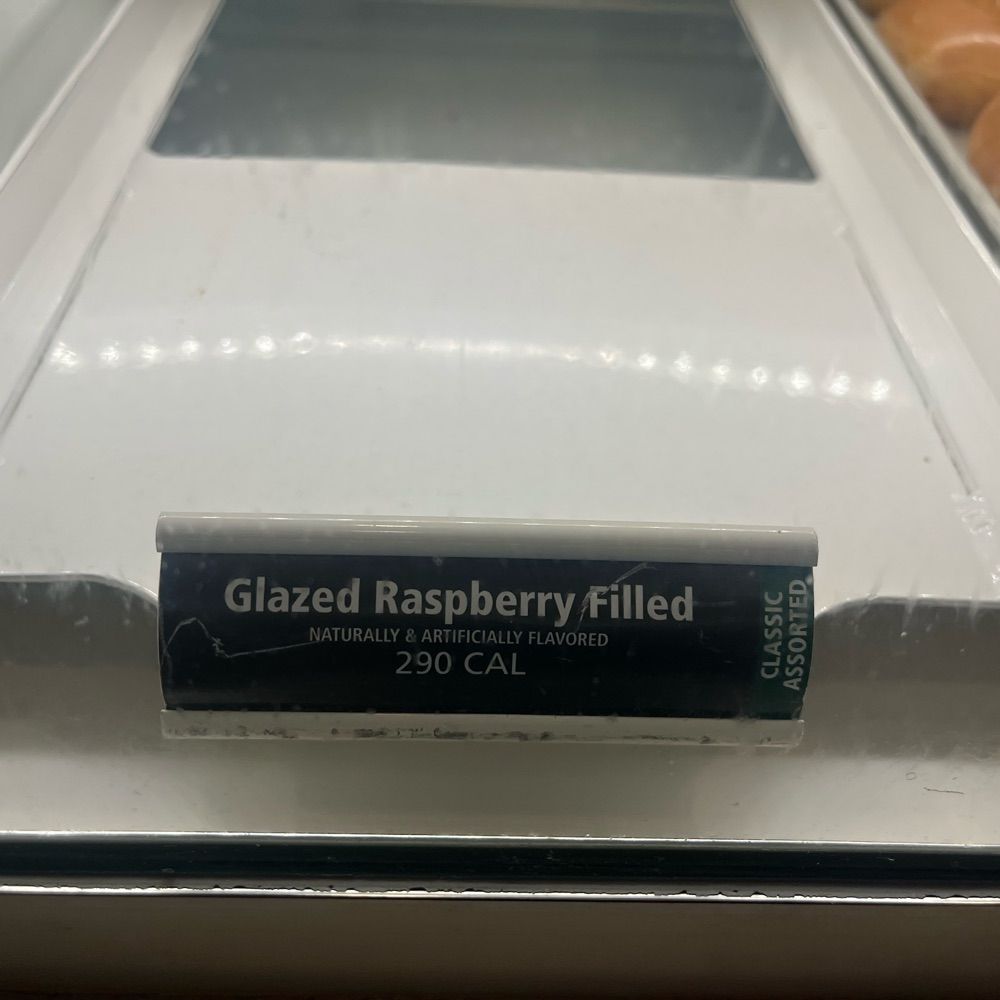 Glazed Raspberry Filled
NATURALLY & ARTIFICIALLY FLAVORED
290 CAL
CLASSIC
ASSORTED